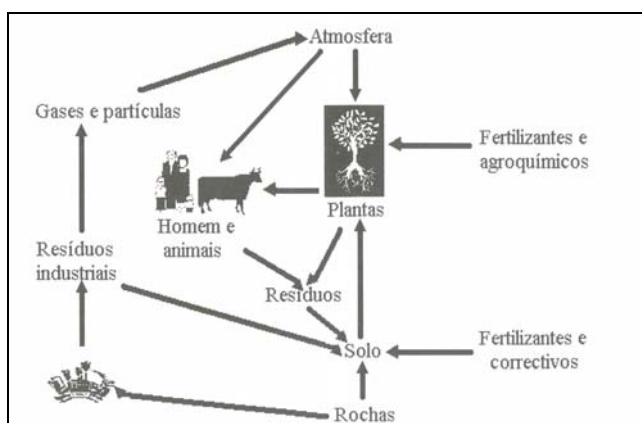 Atmosfera
Gases e partículas
Fertilizantes e
agroquímicos
Plantas
Homem e
animais
Resíduos
industriais
Resíduos
Solo
Fertilizantes e
correctivos
Rochas